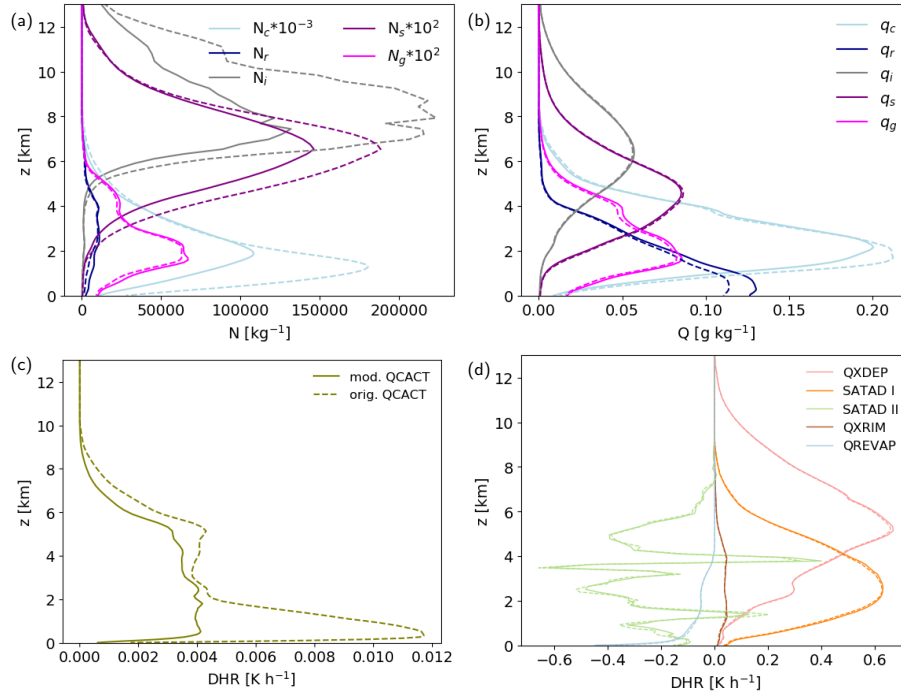 (a)
N_c*10^−3
N_r
N_i
N_s*10^2
N_g*10^2
12
10
8
6
4
2
0
z [km]
0 50000 100000 150000 200000
N [kg^−1]
(b)
q_c
q_r
q_i
q_s
q_g
12
10
8
6
4
2
0
z [km]
0.00 0.05 0.10 0.15 0.20
Q [g kg^−1]
(c)
mod. QCACT
orig. QCACT
12
10
8
6
4
2
0
z [km]
0.000 0.002 0.004 0.006 0.008 0.010 0.012
DHR [K h^−1]
(d)
QXDEP
SATAD I
SATAD II
QXRIM
QREVAP
12
10
8
6
4
2
0
z [km]
−0.6 −0.4 −0.2 0.0 0.2 0.4 0.6
DHR [K h^−1]